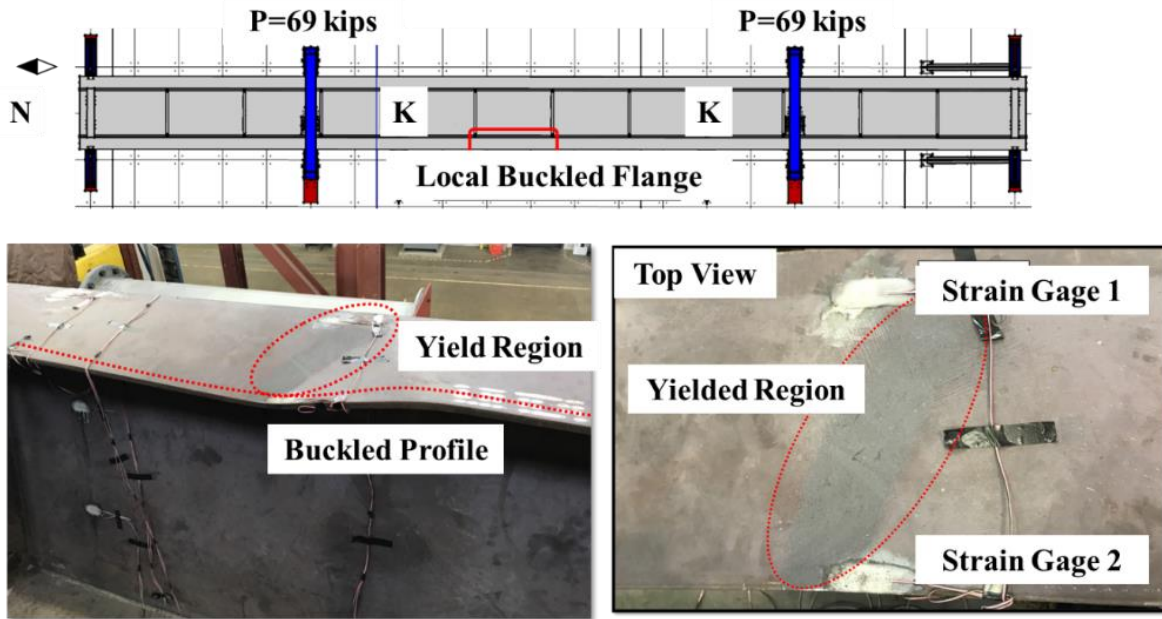 P=69 kips
P=69 kips
N
K
K
Local Buckled Flange
Yield Region
Buckled Profile
Top View
Strain Gage 1
Yielded Region
Strain Gage 2